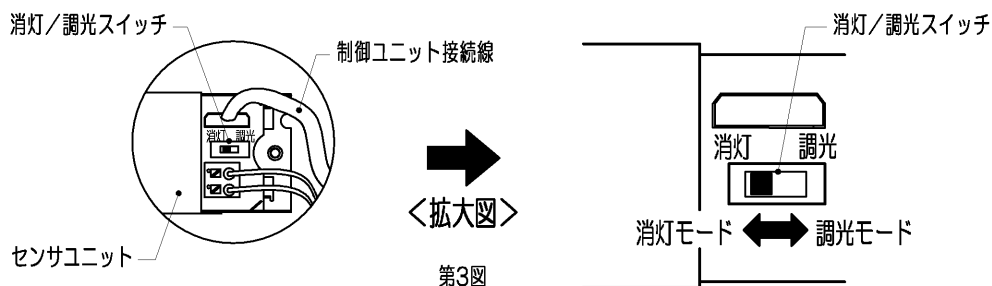 消灯／調光スイッチ
制御ユニット接続線
消灯 調光
センサユニット
＜拡大図＞
第3図
消灯／調光スイッチ
消灯 調光
消灯モード 調光モード